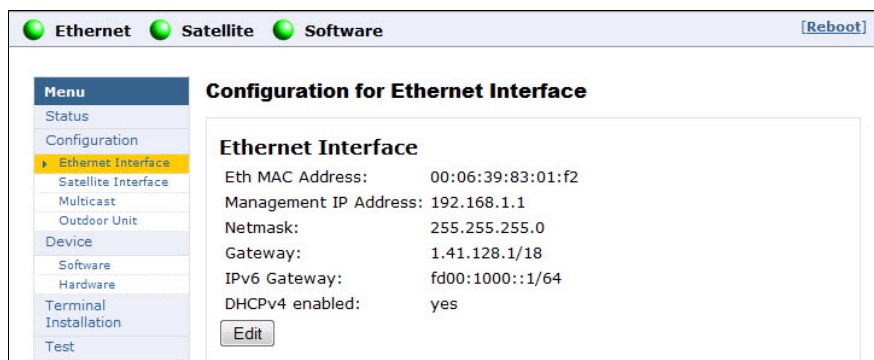 Ethernet Satellite Software [Reboot]
Menu
Status
Configuration
Ethernet Interface
Satellite Interface
Multicast
Outdoor Unit
Device
Software
Hardware
Terminal
Installation
Test
Configuration for Ethernet Interface
Ethernet Interface
Eth MAC Address: 00:06:39:83:01:f2
Management IP Address: 192.168.1.1
Netmask: 255.255.255.0
Gateway: 1.41.128.1/18
IPv6 Gateway: fd00:1000::1/64
DHCPv4 enabled: yes
Edit